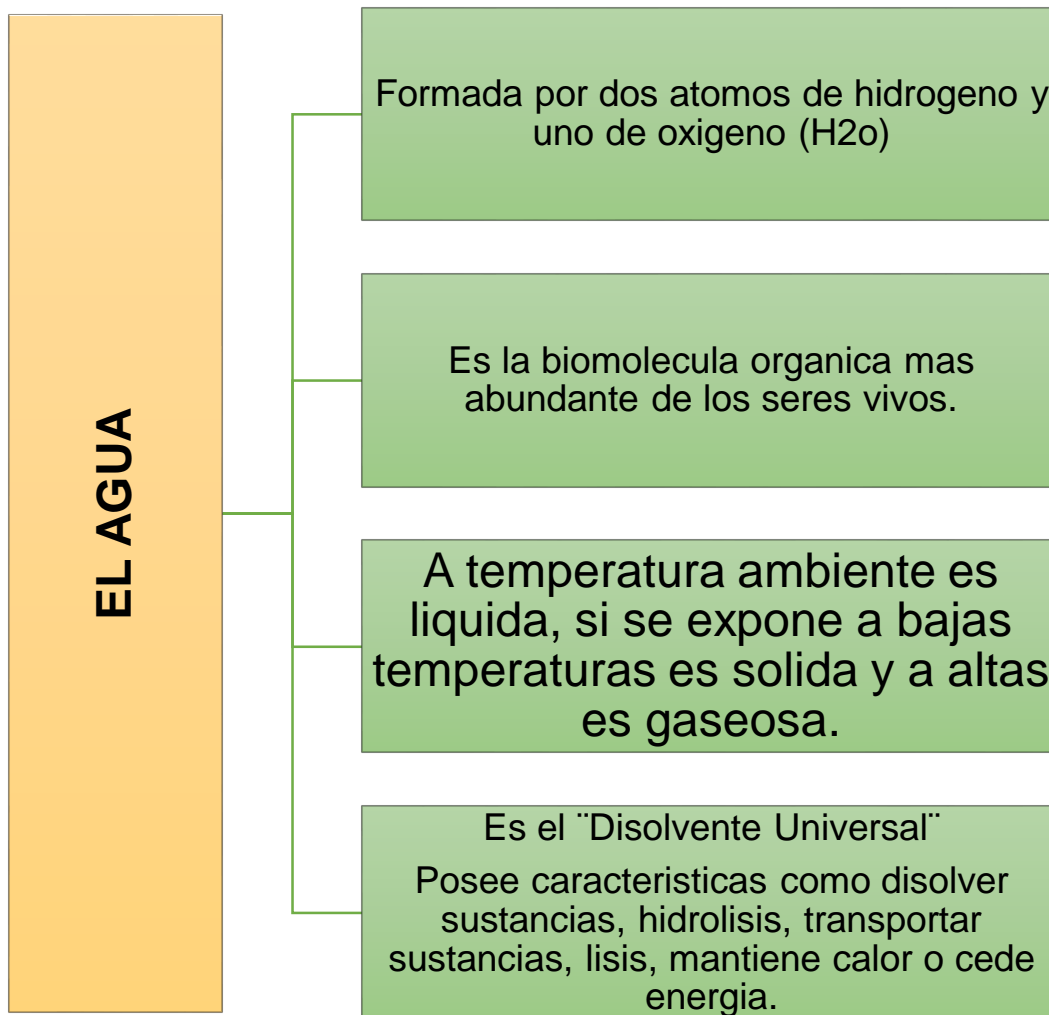 EL AGUA
Formada por dos atomos de hidrogeno y
uno de oxigeno (H2o)
Es la biomolecula organica mas
abundante de los seres vivos.
A temperatura ambiente es
liquida, si se expone a bajas
temperaturas es solida y a altas
es gaseosa.
Es el ¨Disolvente Universal¨
Posee caracteristicas como disolver
sustancias, hidrolisis, transportar
sustancias, lisis, mantiene calor o cede
energia.